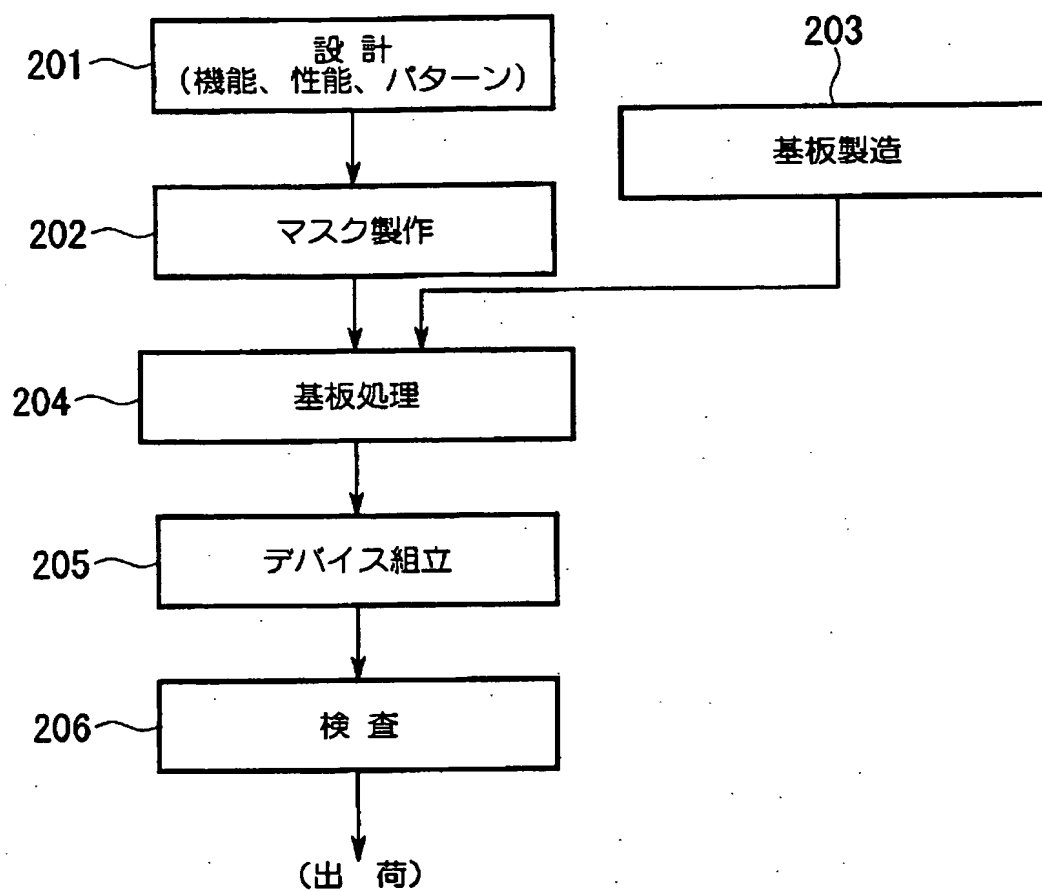 201
設 計
(機能、性能、パターン)
203
基板製造
202
マスク製作
204
基板処理
205
デバイス組立
206
検 査
(出 荷)